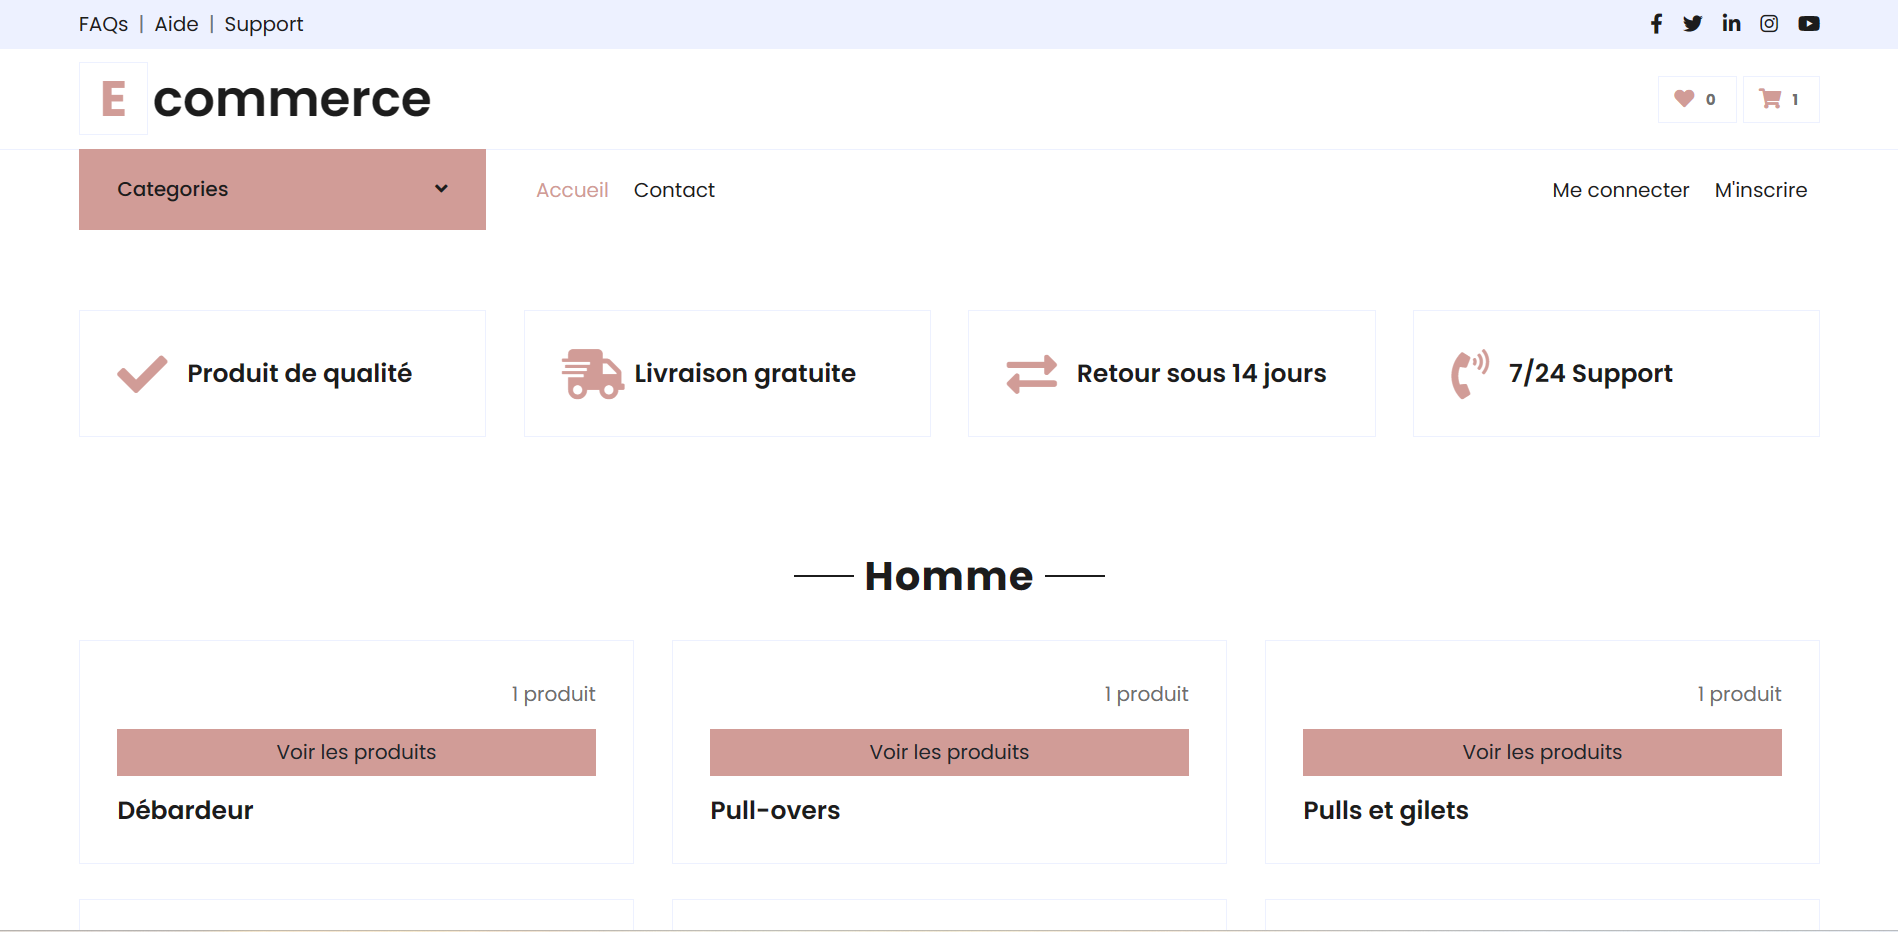 FAQs | Aide | Support
E commerce
0
1
Categories
Accueil Contact
Me connecter M'inscrire
Produit de qualité
Livraison gratuite
Retour sous 14 jours
7/24 Support
Homme
1 produit
Voir les produits
Débardeur
1 produit
Voir les produits
Pull-overs
1 produit
Voir les produits
Pulls et gilets